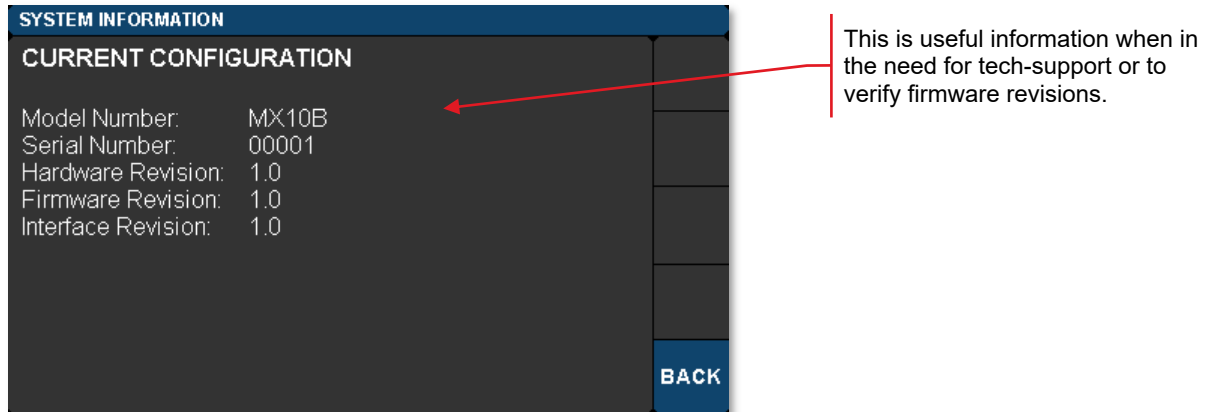 SYSTEM INFORMATION
CURRENT CONFIGURATION
Model Number: MX10B
Serial Number: 00001
Hardware Revision: 1.0
Firmware Revision: 1.0
Interface Revision: 1.0
BACK
This is useful information when in
the need for tech-support or to
verify firmware revisions.